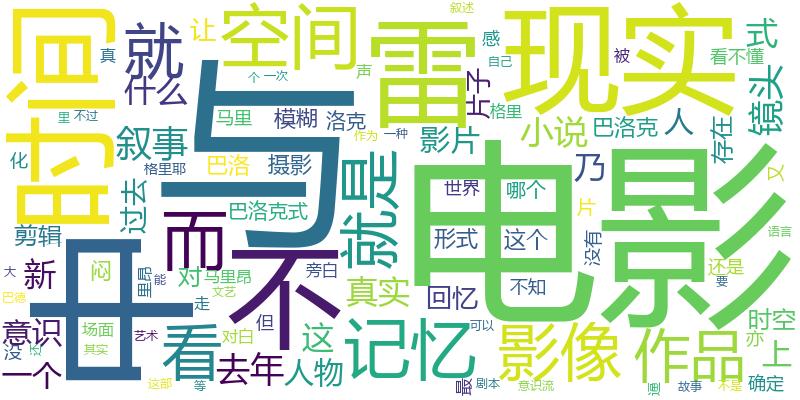 时间
与
电影
现实
雷
空间
就
不
毋
而
就是
看
记忆
影像
作品
什么
叙事
过去
剪辑
新
意识
一个
去年
人物
这
真实
对
马里昂
巴洛
摄影
模糊
洛克
马里
巴洛克式
影片
小说
巴洛克
人
乃
哪个
世界
形式
这个
回忆
旁白
不知
没有
片
片子
格里
格里耶
存在
镜头
式
看不懂
被
感
自己
叙述
让
声
个
一次
作为
一种
真
里
不过
化
闷
场面
其实
还
没
大
巴德
能
里昂
艺术
文艺
走
但
对白
这部
等
最
剧本
可以
意识流
通
故事
不是
确定
亦
上
时空
还是
要
语言
又